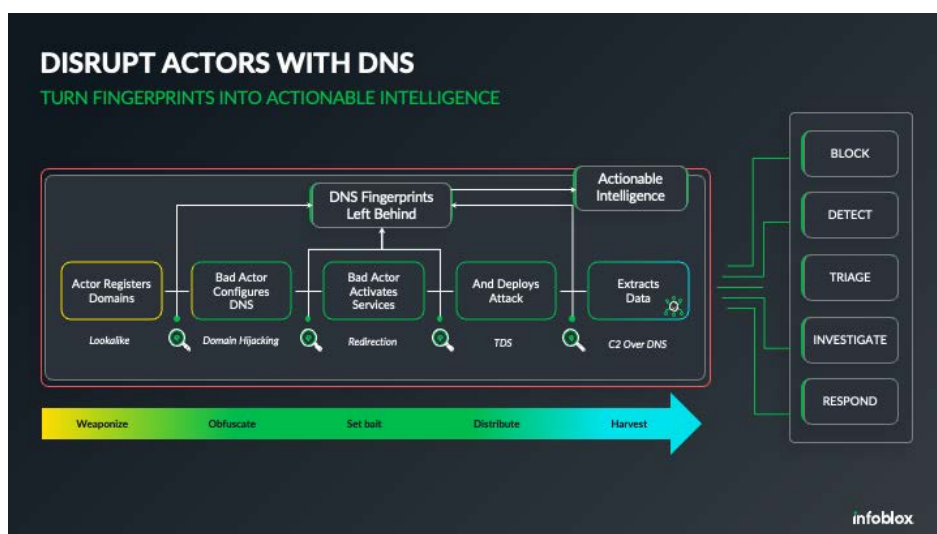 DISRUPT ACTORS WITH DNS
TURN FINGERPRINTS INTO ACTIONABLE INTELLIGENCE
DNS Fingerprints
Left Behind
Actionable
Intelligence
Actor Registers
Domains
Bad Actor
Configures
DNS
Bad Actor
Activates
Services
And Deploys
Attack
Extracts
Data
Lookalike
Domain Hijacking
Redirection
TDS
C2 Over DNS
Weaponize
Obfuscate
Set bait
Distribute
Harvest
BLOCK
DETECT
TRIAGE
INVESTIGATE
RESPOND
infoblox